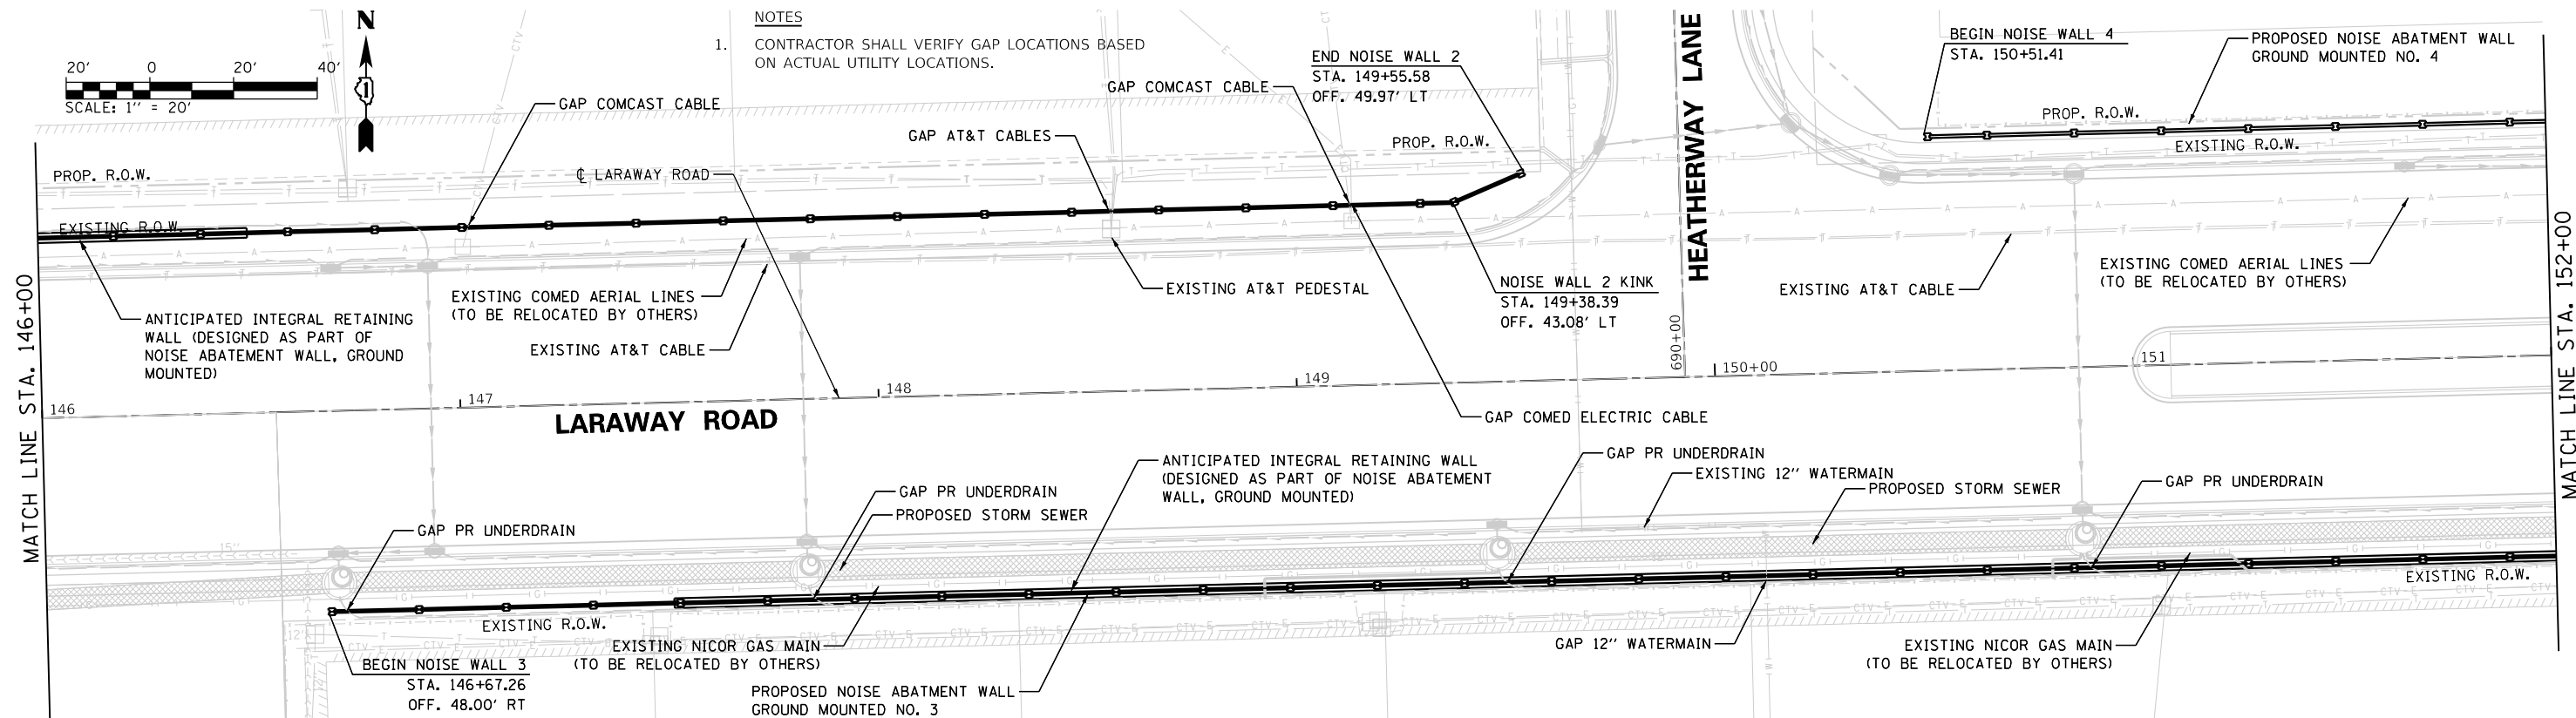 NOTES
1. CONTRACTOR SHALL VERIFY GAP LOCATIONS BASED
ON ACTUAL UTILITY LOCATIONS.
N
20' 0 20' 40'
SCALE: 1'' = 20'
GAP COMCAST CABLE
GAP AT&T CABLES
GAP COMCAST CABLE
END NOISE WALL 2
STA. 149+55.58
OFF. 49.97' LT
HEATHERWAY LANE
BEGIN NOISE WALL 4
STA. 150+51.41
PROPOSED NOISE ABATMENT WALL
GROUND MOUNTED NO. 4
PROP. R.O.W.
EXISTING R.O.W.
PROP. R.O.W.
PROP. R.O.W.
EXISTING R.O.W.
℄ LARAWAY ROAD
MATCH LINE STA. 146+00
ANTICIPATED INTEGRAL RETAINING
WALL (DESIGNED AS PART OF
NOISE ABATEMENT WALL, GROUND
MOUNTED)
EXISTING COMED AERIAL LINES
(TO BE RELOCATED BY OTHERS)
EXISTING AT&T CABLE
EXISTING AT&T PEDESTAL
NOISE WALL 2 KINK
STA. 149+38.39
OFF. 43.08' LT
EXISTING AT&T CABLE
EXISTING COMED AERIAL LINES
(TO BE RELOCATED BY OTHERS)
MATCH LINE STA. 152+00
690+00
146
147
148
149
150+00
151
LARAWAY ROAD
GAP COMED ELECTRIC CABLE
GAP PR UNDERDRAIN
GAP PR UNDERDRAIN
PROPOSED STORM SEWER
ANTICIPATED INTEGRAL RETAINING WALL
(DESIGNED AS PART OF NOISE ABATEMENT
WALL, GROUND MOUNTED)
GAP PR UNDERDRAIN
EXISTING 12'' WATERMAIN
PROPOSED STORM SEWER
GAP PR UNDERDRAIN
15''
12''
EXISTING R.O.W.
EXISTING R.O.W.
BEGIN NOISE WALL 3
STA. 146+67.26
OFF. 48.00' RT
EXISTING NICOR GAS MAIN
(TO BE RELOCATED BY OTHERS)
PROPOSED NOISE ABATMENT WALL
GROUND MOUNTED NO. 3
GAP 12'' WATERMAIN
EXISTING NICOR GAS MAIN
(TO BE RELOCATED BY OTHERS)